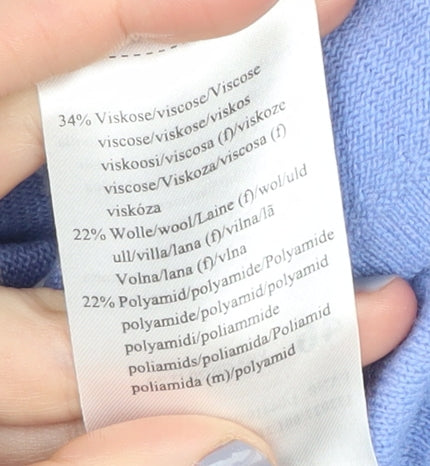 34% Viskose/viscose/Viscose
viscose/viskose/viskos
viskoosi/viscosa (f)/viskoze
viscose/Viskoza/viscosa (f)
viskóza
22% Wolle/wool/Laine (f)/wol/uld
ull/villa/lana (f)/vilna/lã
Volna/lana (f)/vlna
22% Polyamid/polyamide/Polyamide
polyamide/polyamid/polyamid
polyamidi/poliammide
poliamids/poliamida/Poliamid
poliamida (m)/polyamid